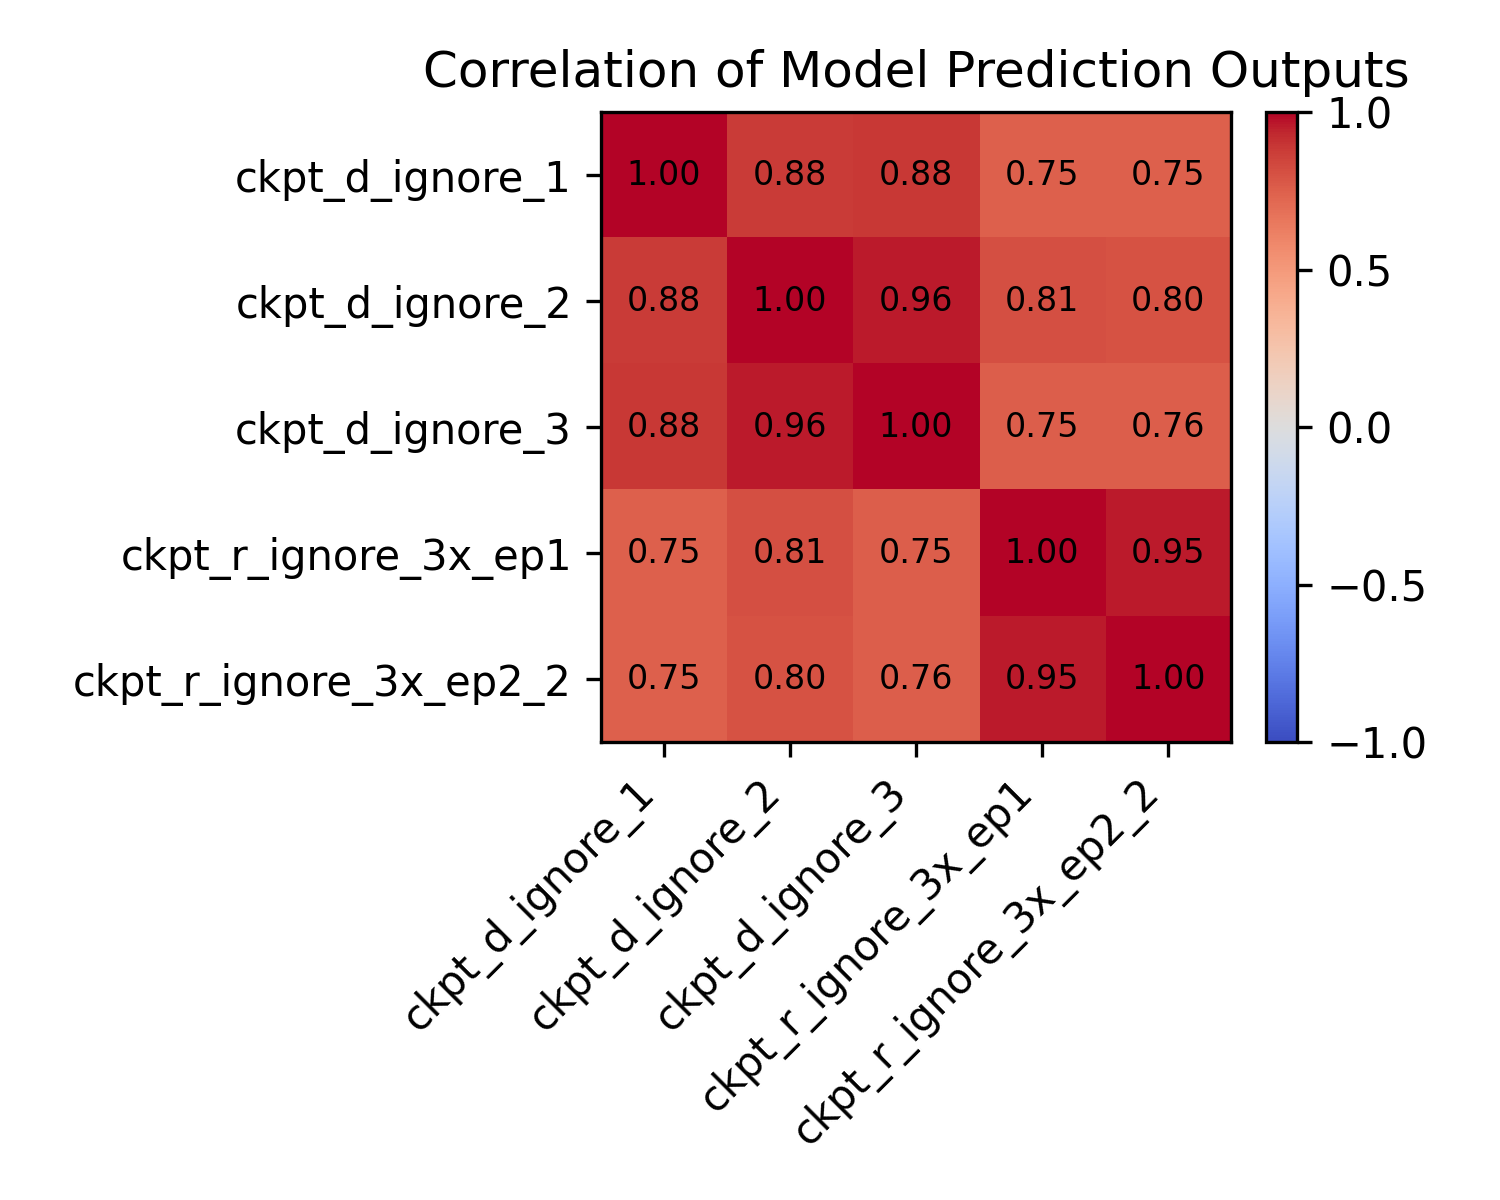 Correlation of Model Prediction Outputs
ckpt_d_ignore_1 1.00 0.88 0.88 0.75 0.75
ckpt_d_ignore_2 0.88 1.00 0.96 0.81 0.80
ckpt_d_ignore_3 0.88 0.96 1.00 0.75 0.76
ckpt_r_ignore_3x_ep1 0.75 0.81 0.75 1.00 0.95
ckpt_r_ignore_3x_ep2_2 0.75 0.80 0.76 0.95 1.00
1.0
0.5
0.0
−0.5
−1.0
ckpt_d_ignore_1
ckpt_d_ignore_2
ckpt_d_ignore_3
ckpt_r_ignore_3x_ep1
ckpt_r_ignore_3x_ep2_2